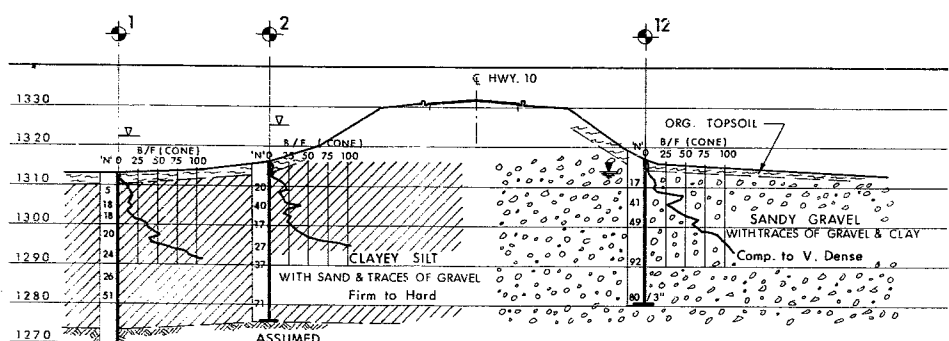 1
2
12
℄ HWY. 10
1330
1320
1310
1300
1290
1280
1270
ORG. TOPSOIL
B/F (CONE)
'N' 0 25 50 75 100
5
18
18
20
24
26
51
B/F (CONE)
'N' 0 25 50 75 100
20
40
17
27
37
71
B/F (CONE)
'N' 0 25 50 75 100
17
41
49
92
80/3"
CLAYEY SILT
WITH SAND & TRACES OF GRAVEL
Firm to Hard
SANDY GRAVEL
WITH TRACES OF GRAVEL & CLAY
Comp. to V. Dense
ASSUMED